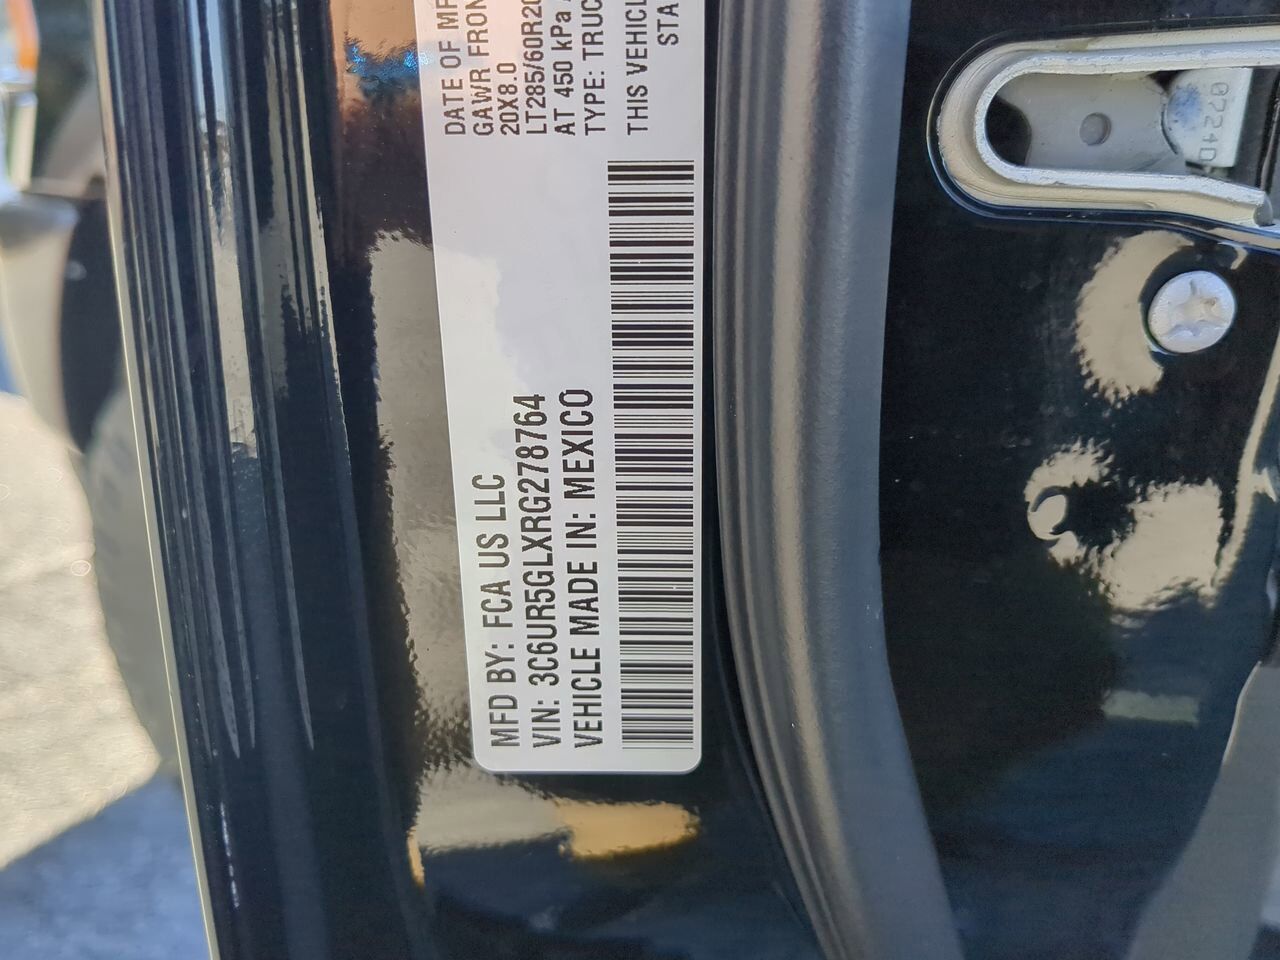 MFD BY: FCA US LLC
VIN: 3C6UR5GLXRG278764
VEHICLE MADE IN: MEXICO
DATE OF MF
GAWR FRON
20X8.0
LT285/60R20
AT 450 kPa
TYPE: TRUC
THIS VEHICL
STA
0724D